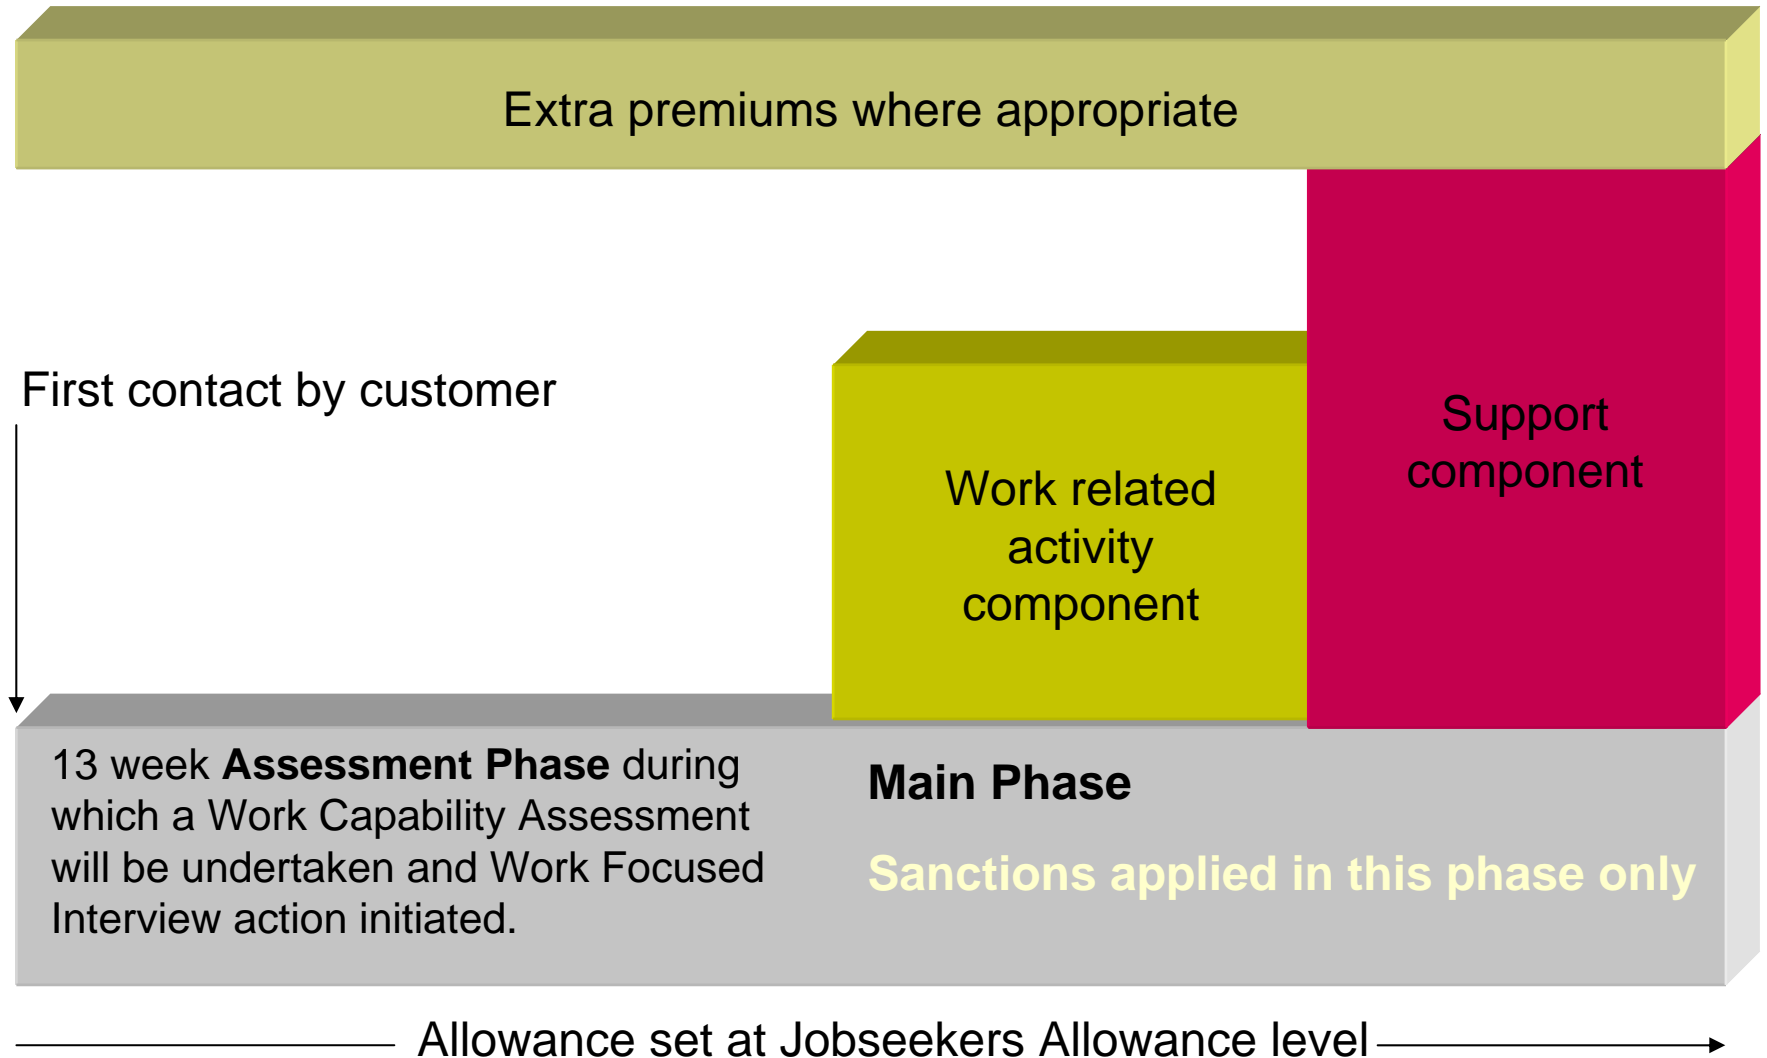 Extra premiums where appropriate
First contact by customer
Support
component
Work related
activity
component
13 week Assessment Phase during
which a Work Capability Assessment
will be undertaken and Work Focused
Interview action initiated.
Main Phase
Sanctions applied in this phase only
Allowance set at Jobseekers Allowance level